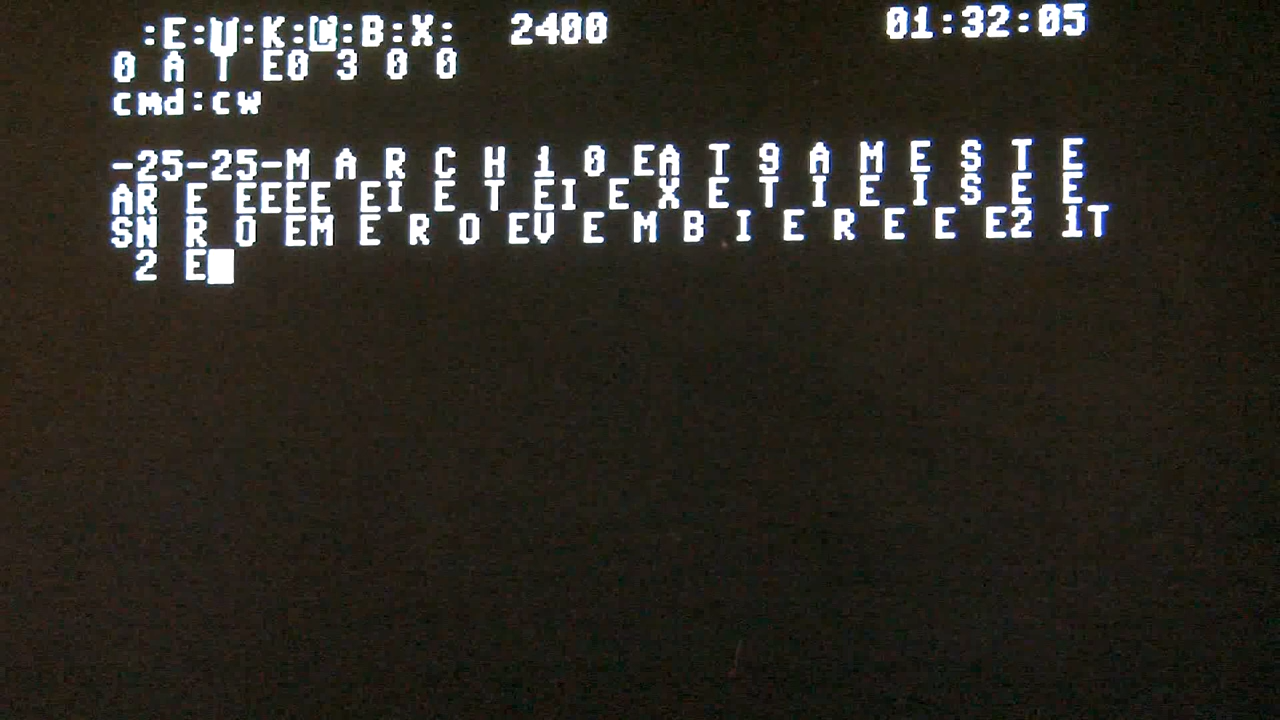 :E:U:K:C:B:X: 2400 01:32:05
0 A T E0 3 0 0
cmd:cw
-25-25-M A R C H 1 0 EA T 9 A M E S T E
AR E EEEE EI E T EI E X E T I E I S E E
SN R O EM E R O EV E M B I E R E E E2 1T
2 E